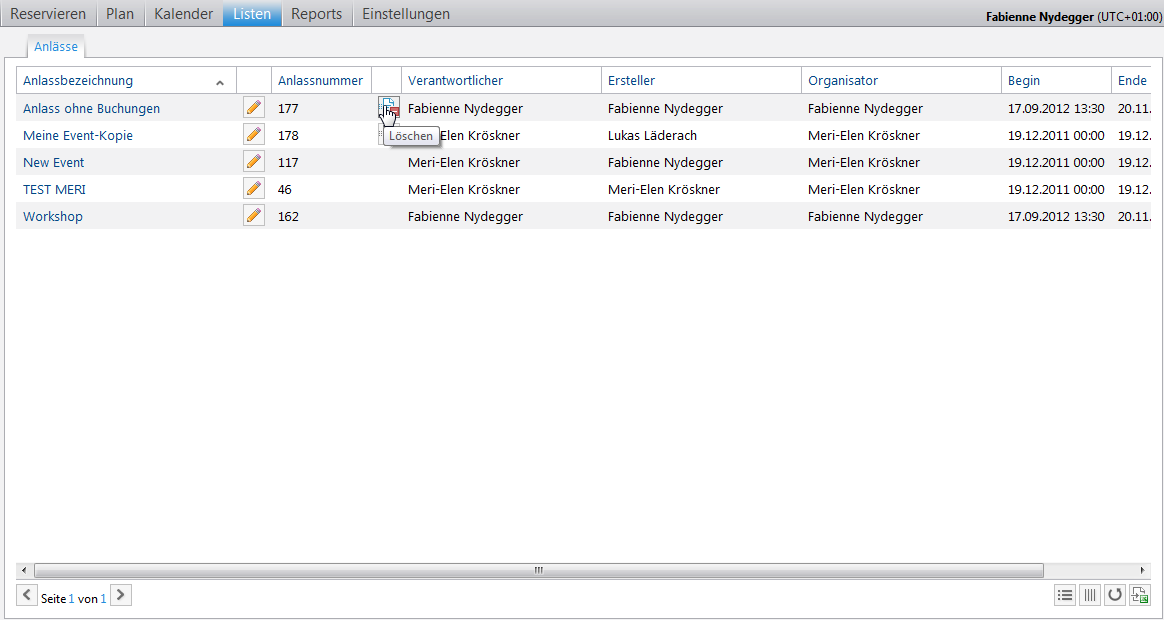 Reservieren Plan Kalender Listen Reports Einstellungen Fabienne Nydegger (UTC+01:00)
Anlässe
Anlassbezeichnung Anlassnummer Verantwortlicher Ersteller Organisator Begin Ende
Anlass ohne Buchungen 177 Fabienne Nydegger Fabienne Nydegger Fabienne Nydegger 17.09.2012 13:30 20.11.
Meine Event-Kopie 178 -Elen Kröskner Lukas Läderach Meri-Elen Kröskner 19.12.2011 00:00 19.12.
Löschen
New Event 117 Meri-Elen Kröskner Fabienne Nydegger Meri-Elen Kröskner 19.12.2011 00:00 19.12.
TEST MERI 46 Meri-Elen Kröskner Meri-Elen Kröskner Meri-Elen Kröskner 19.12.2011 00:00 19.12.
Workshop 162 Fabienne Nydegger Fabienne Nydegger Fabienne Nydegger 17.09.2012 13:30 20.11.
Seite 1 von 1